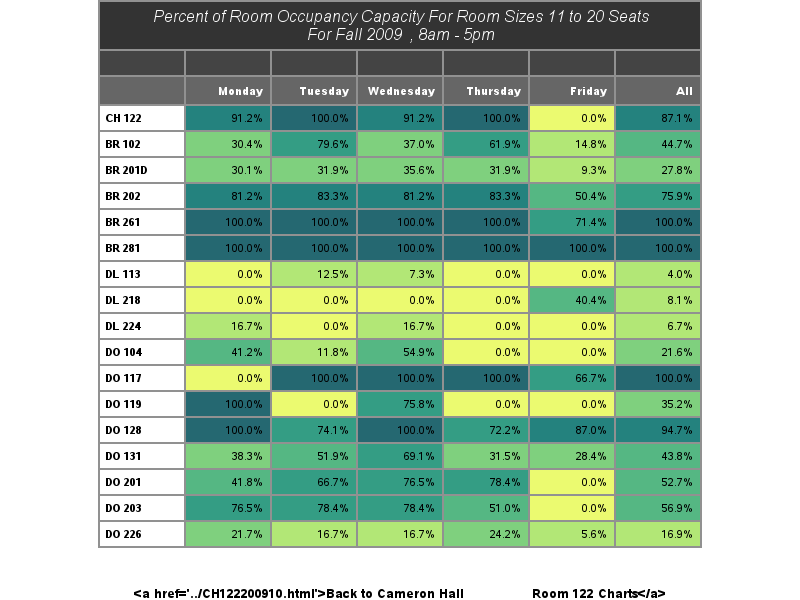 Percent of Room Occupancy Capacity For Room Sizes 11 to 20 Seats
For Fall 2009 , 8am - 5pm
Monday Tuesday Wednesday Thursday Friday All
CH 122 91.2% 100.0% 91.2% 100.0% 0.0% 87.1%
BR 102 30.4% 79.6% 37.0% 61.9% 14.8% 44.7%
BR 201D 30.1% 31.9% 35.6% 31.9% 9.3% 27.8%
BR 202 81.2% 83.3% 81.2% 83.3% 50.4% 75.9%
BR 261 100.0% 100.0% 100.0% 100.0% 71.4% 100.0%
BR 281 100.0% 100.0% 100.0% 100.0% 100.0% 100.0%
DL 113 0.0% 12.5% 7.3% 0.0% 0.0% 4.0%
DL 218 0.0% 0.0% 0.0% 0.0% 40.4% 8.1%
DL 224 16.7% 0.0% 16.7% 0.0% 0.0% 6.7%
DO 104 41.2% 11.8% 54.9% 0.0% 0.0% 21.6%
DO 117 0.0% 100.0% 100.0% 100.0% 66.7% 100.0%
DO 119 100.0% 0.0% 75.8% 0.0% 0.0% 35.2%
DO 128 100.0% 74.1% 100.0% 72.2% 87.0% 94.7%
DO 131 38.3% 51.9% 69.1% 31.5% 28.4% 43.8%
DO 201 41.8% 66.7% 76.5% 78.4% 0.0% 52.7%
DO 203 76.5% 78.4% 78.4% 51.0% 0.0% 56.9%
DO 226 21.7% 16.7% 16.7% 24.2% 5.6% 16.9%
<a href='../CH122200910.html'>Back to Cameron Hall Room 122 Charts</a>